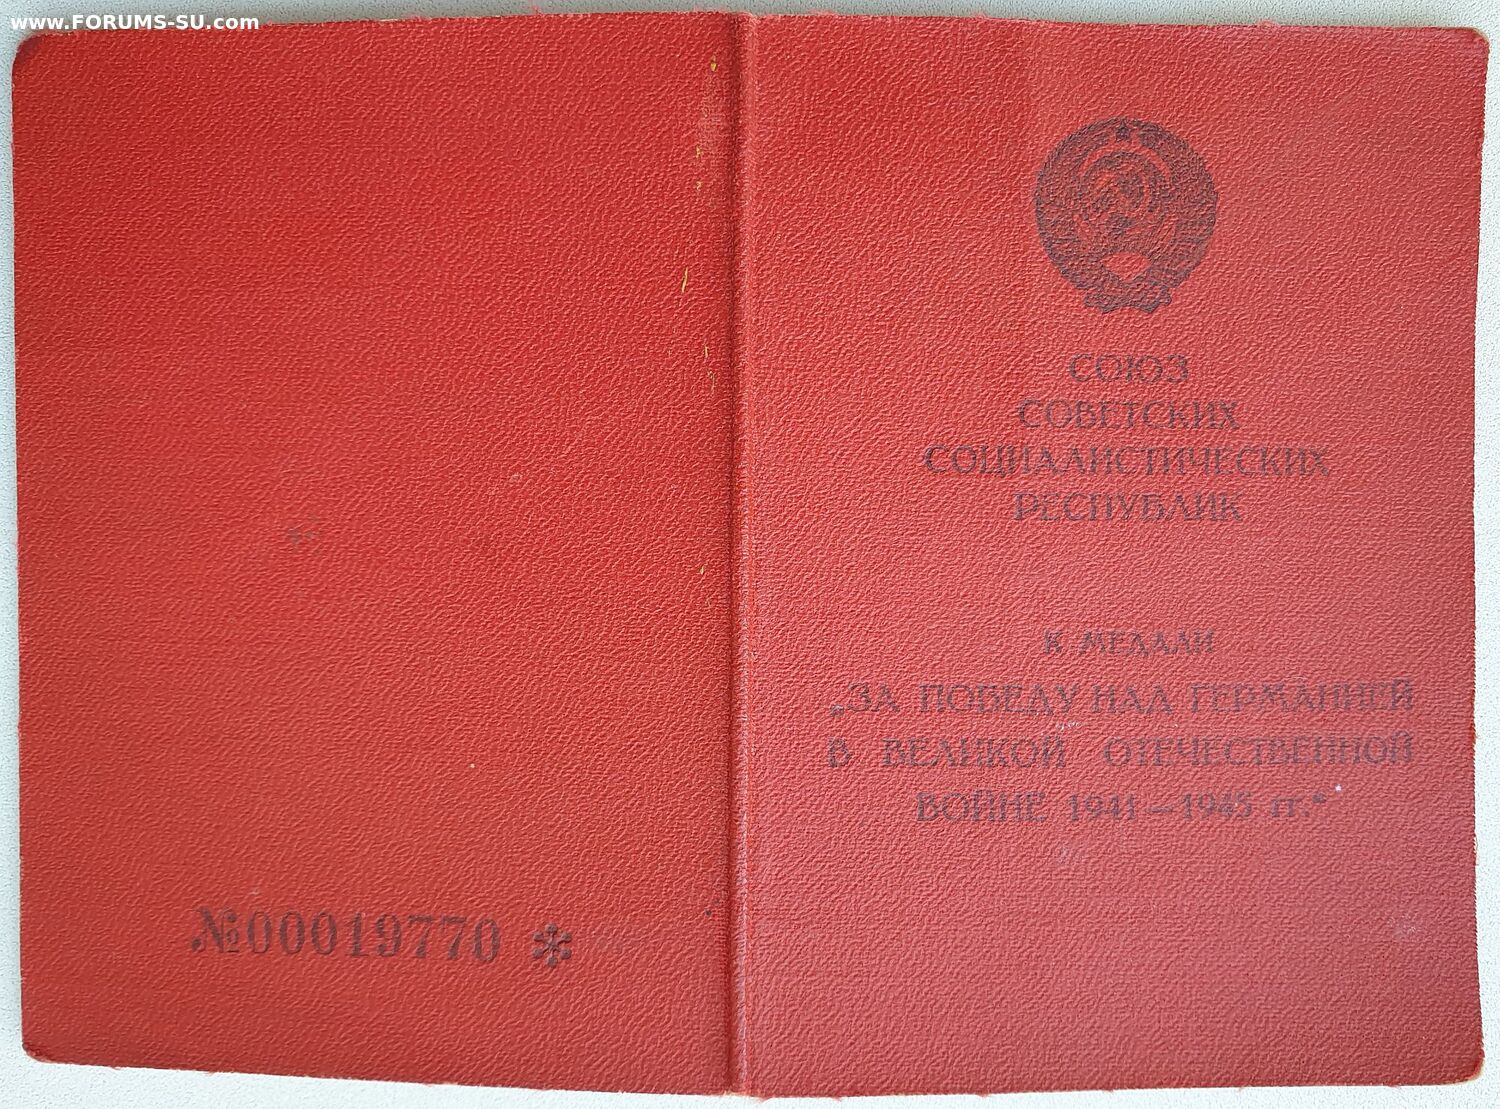 www.FORUMS-SU.com
СОЮЗ
СОВЕТСКИХ
СОЦИАЛИСТИЧЕСКИХ
РЕСПУБЛИК
К МЕДАЛИ
„ЗА ПОБЕДУ НАД ГЕРМАНИЕЙ
В ВЕЛИКОЙ ОТЕЧЕСТВЕННОЙ
ВОЙНЕ 1941—1945 гг.“
№00019770 *